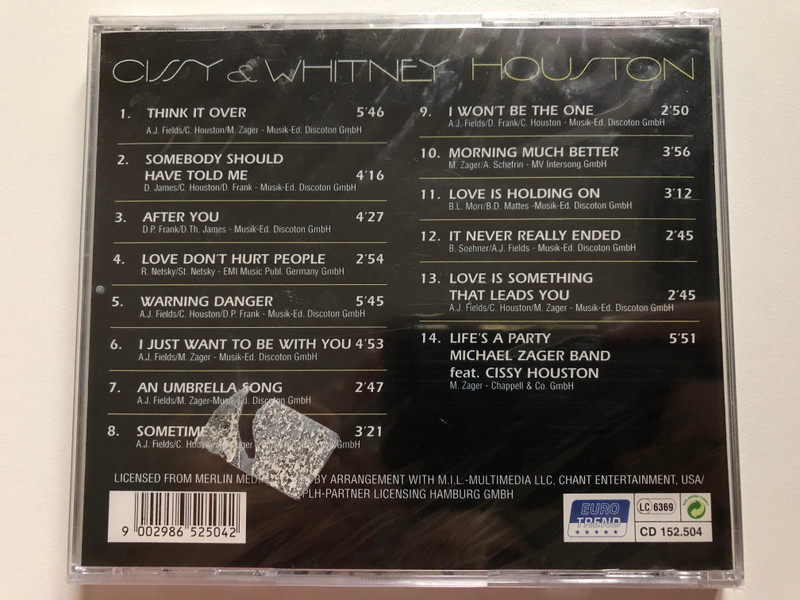 CISSY & WHITNEY HOUSTON
1. THINK IT OVER 5'46
A.J. Fields/C. Houston/M. Zager - Musik-Ed. Discoton GmbH
2. SOMEBODY SHOULD
HAVE TOLD ME 4'16
D. James/C. Houston/D. Frank - Musik-Ed. Discoton GmbH
3. AFTER YOU 4'27
D.P. Frank/D.Th. James - Musik-Ed. Discoton GmbH
4. LOVE DON'T HURT PEOPLE 2'54
R. Netsky/St. Netsky - EMI Music Publ. Germany GmbH
5. WARNING DANGER 5'45
A.J. Fields/C. Houston/D.P. Frank - Musik-Ed. Discoton GmbH
6. I JUST WANT TO BE WITH YOU 4'53
A.J. Fields/M. Zager - Musik-Ed. Discoton GmbH
7. AN UMBRELLA SONG 2'47
A.J. Fields/M. Zager-Musik-Ed. Discoton GmbH
8. SOMETIMES 3'21
A.J. Fields/C. GmbH
9. I WON'T BE THE ONE 2'50
A.J. Fields/D. Frank/C. Houston - Musik-Ed. Discoton GmbH
10. MORNING MUCH BETTER 3'56
M. Zager/A. Schefrin - MV Intersong GmbH
11. LOVE IS HOLDING ON 3'12
B.L. Morr/B.D. Mattes -Musik-Ed. Discoton GmbH
12. IT NEVER REALLY ENDED 2'45
B. Soehner/A.J. Fields - Musik-Ed. Discoton GmbH
13. LOVE IS SOMETHING
THAT LEADS YOU 2'45
A.J. Fields/C. Houston/M. Zager - Musik-Ed. Discoton GmbH
14. LIFE'S A PARTY 5'51
MICHAEL ZAGER BAND
feat. CISSY HOUSTON
M. Zager - Chappell & Co. GmbH
LICENSED FROM MERLIN BY ARRANGEMENT WITH M.I.L.-MULTIMEDIA LLC, CHANT ENTERTAINMENT, USA/
PLH-PARTNER LICENSING HAMBURG GMBH
9 002986 525042
EURO
TREND
LC 6369
CD 152.504